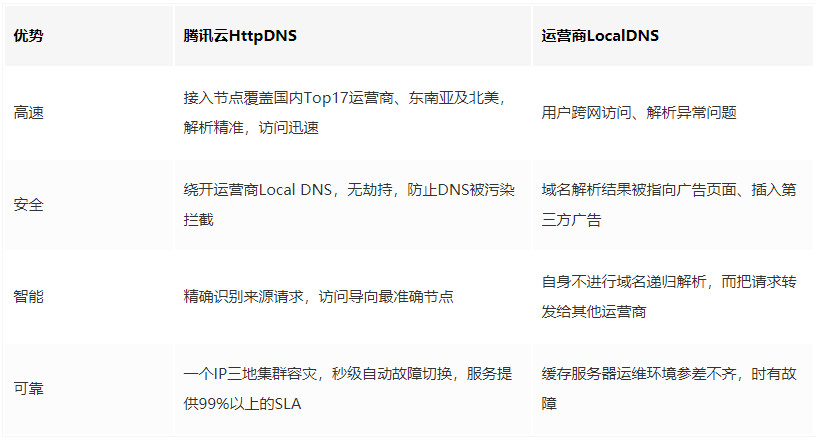 优势
腾讯云HttpDNS
运营商LocalDNS
高速
接入节点覆盖国内Top17运营商、东南亚及北美，
解析精准，访问迅速
用户跨网访问、解析异常问题
安全
绕开运营商Local DNS，无劫持，防止DNS被污染
拦截
域名解析结果被指向广告页面、插入第
三方广告
智能
精确识别来源请求，访问导向最准确节点
自身不进行域名递归解析，而把请求转
发给其他运营商
可靠
一个IP三地集群容灾，秒级自动故障切换，服务提
供99%以上的SLA
缓存服务器运维环境参差不齐，时有故
障